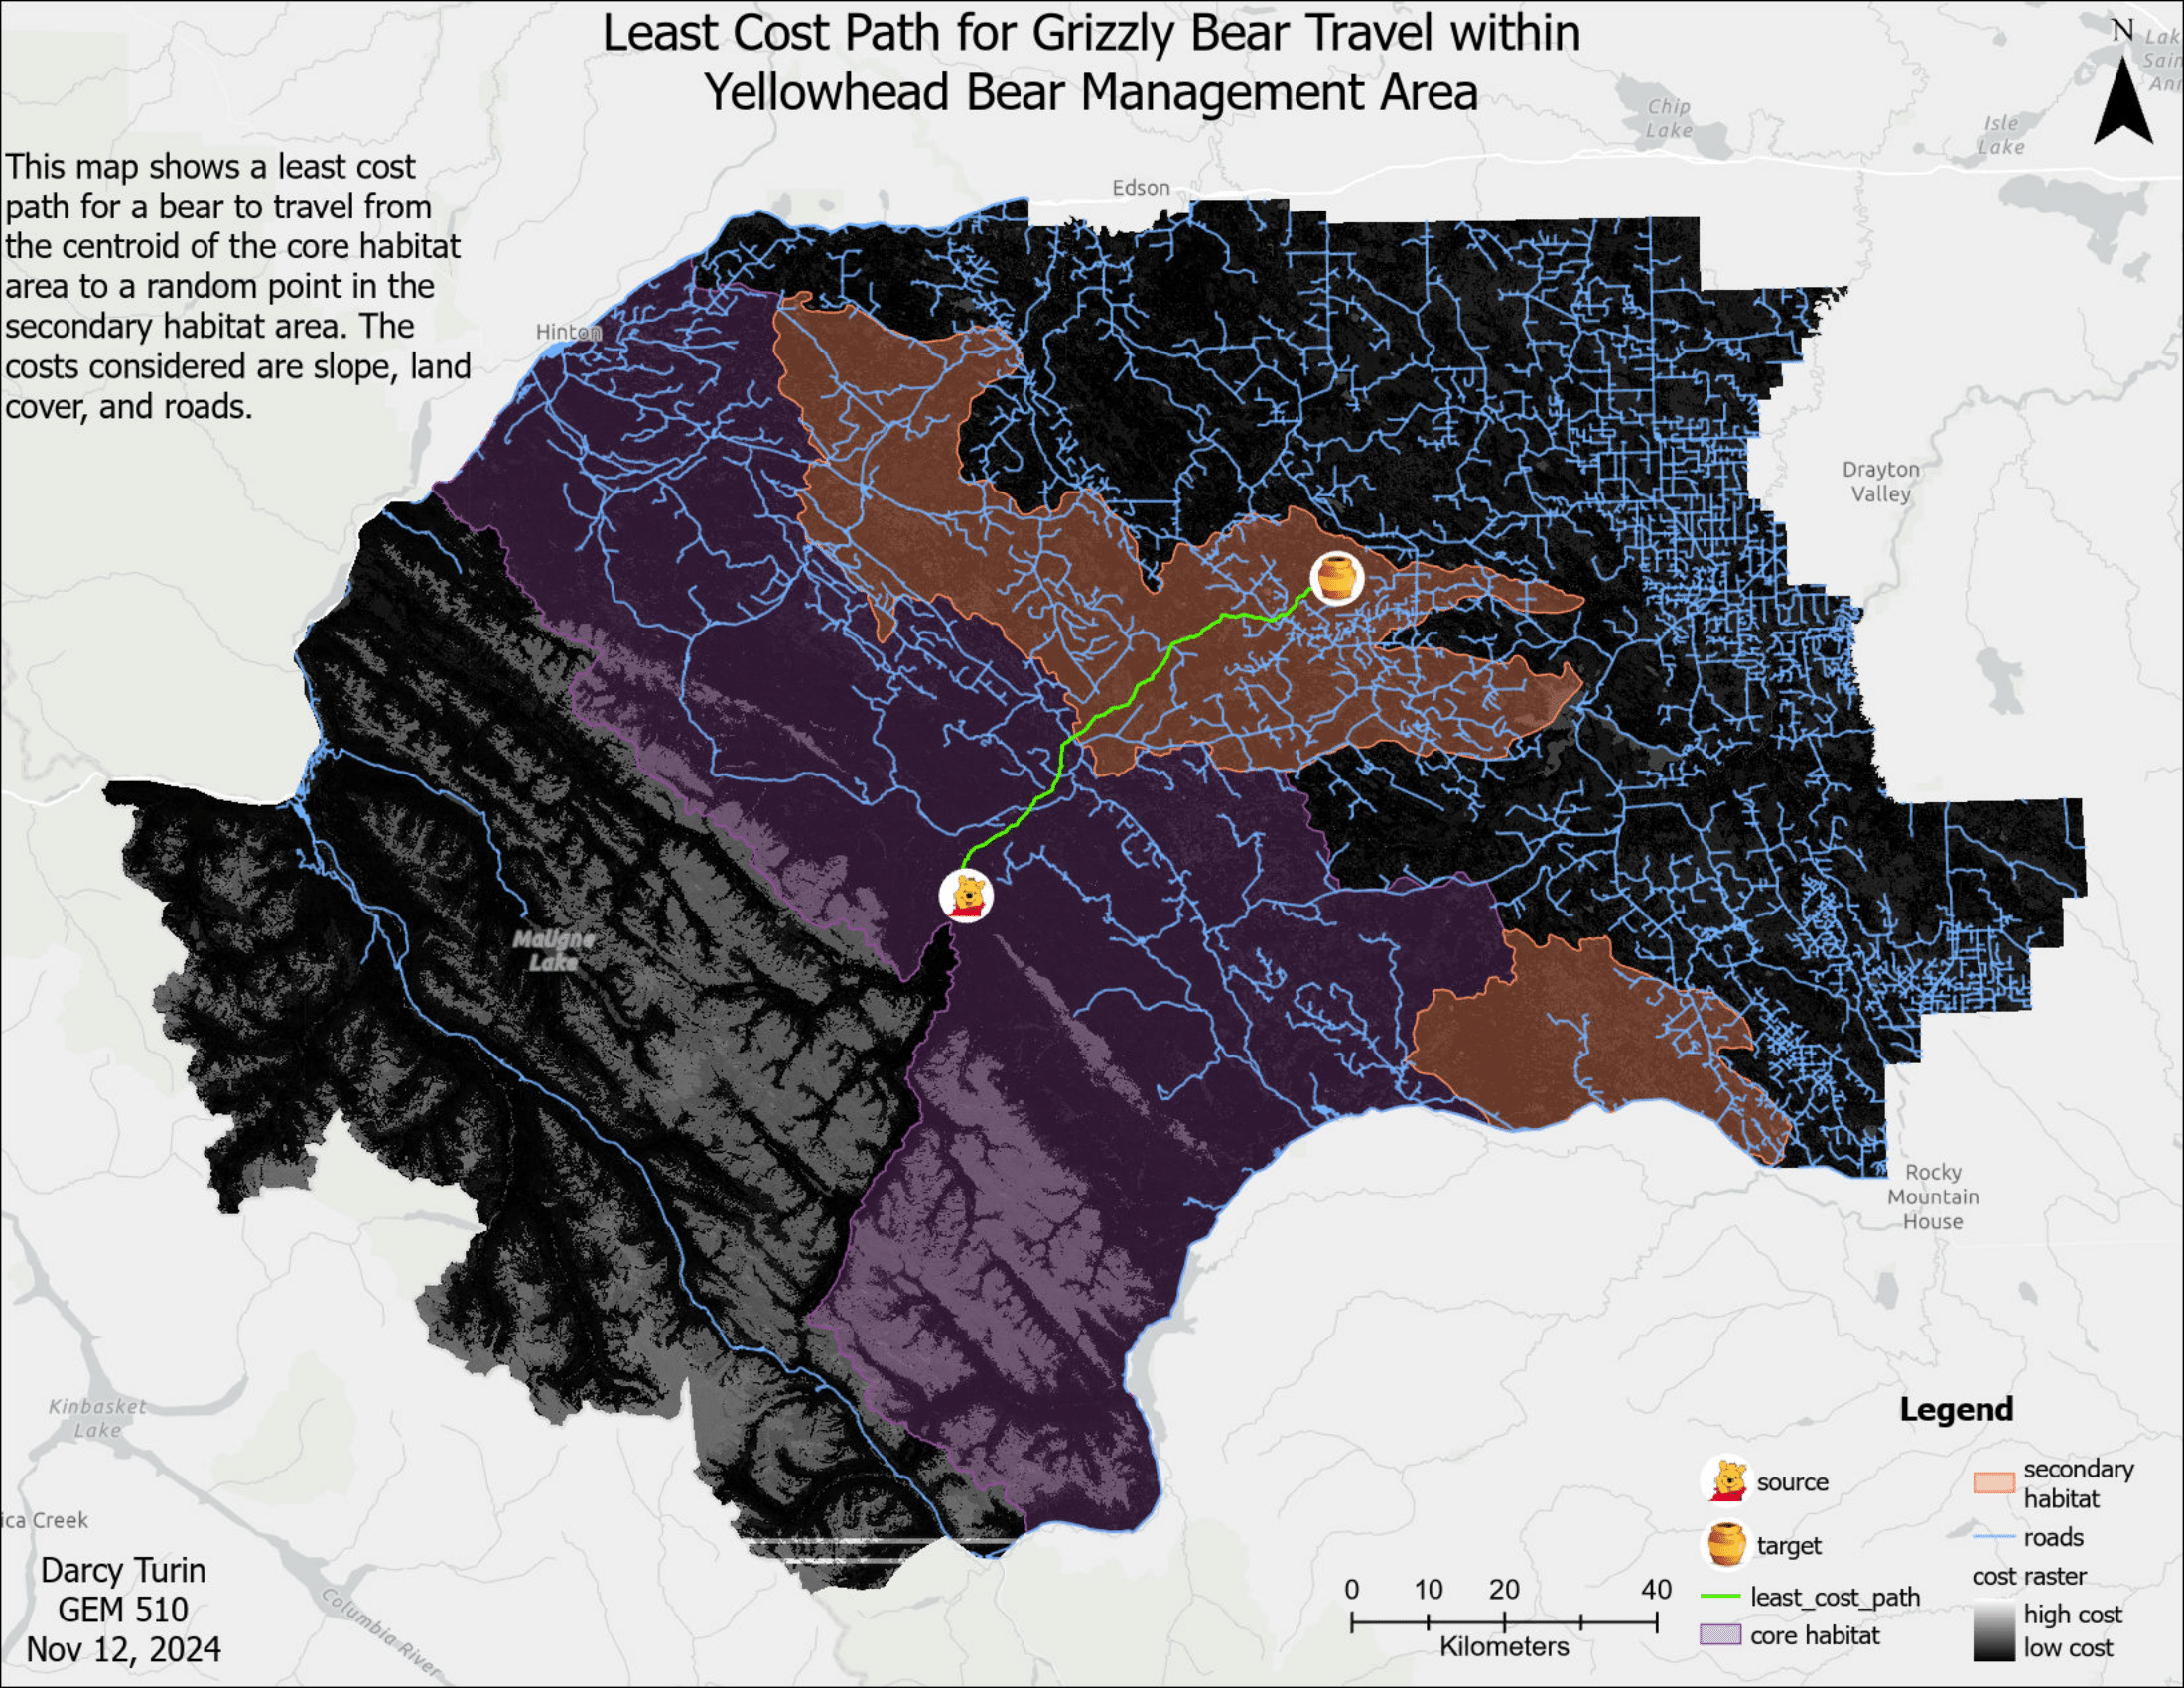 Least Cost Path for Grizzly Bear Travel within
Yellowhead Bear Management Area
N
This map shows a least cost
path for a bear to travel from
the centroid of the core habitat
area to a random point in the
secondary habitat area. The
costs considered are slope, land
cover, and roads.
Chip
Lake
Isle
Lake
Edson
Hinton
Drayton
Valley
Maligne
Lake
Rocky
Mountain
House
Kinbasket
Lake
Creek
Columbia River
Darcy Turin
GEM 510
Nov 12, 2024
0 10 20 40
Kilometers
Legend
source
target
least_cost_path
core habitat
secondary
habitat
roads
cost raster
high cost
low cost